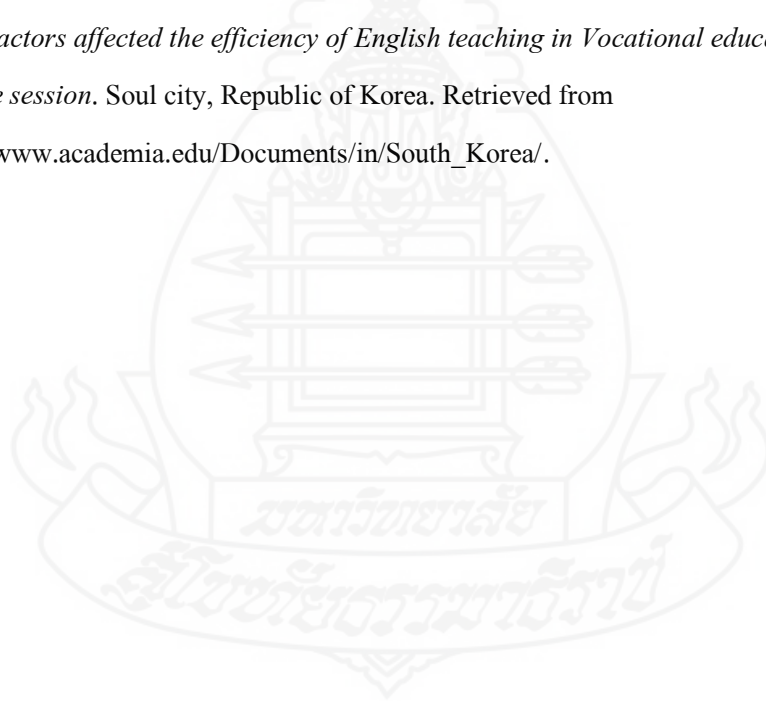 actors affected the efficiency of English teaching in Vocational educ
e session. Soul city, Republic of Korea. Retrieved from
www.academia.edu/Documents/in/South_Korea/.
มหาวิทยาลัย
สุโขทัยธรรมาธิราช